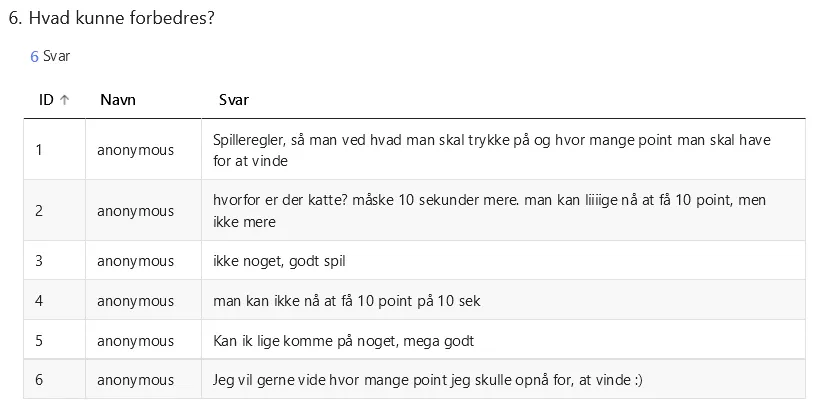 6. Hvad kunne forbedres?
6 Svar
ID ↑ Navn Svar
1 anonymous Spilleregler, så man ved hvad man skal trykke på og hvor mange point man skal have
for at vinde
2 anonymous hvorfor er der katte? måske 10 sekunder mere. man kan liiiige nå at få 10 point, men
ikke mere
3 anonymous ikke noget, godt spil
4 anonymous man kan ikke nå at få 10 point på 10 sek
5 anonymous Kan ik lige komme på noget, mega godt
6 anonymous Jeg vil gerne vide hvor mange point jeg skulle opnå for, at vinde :)